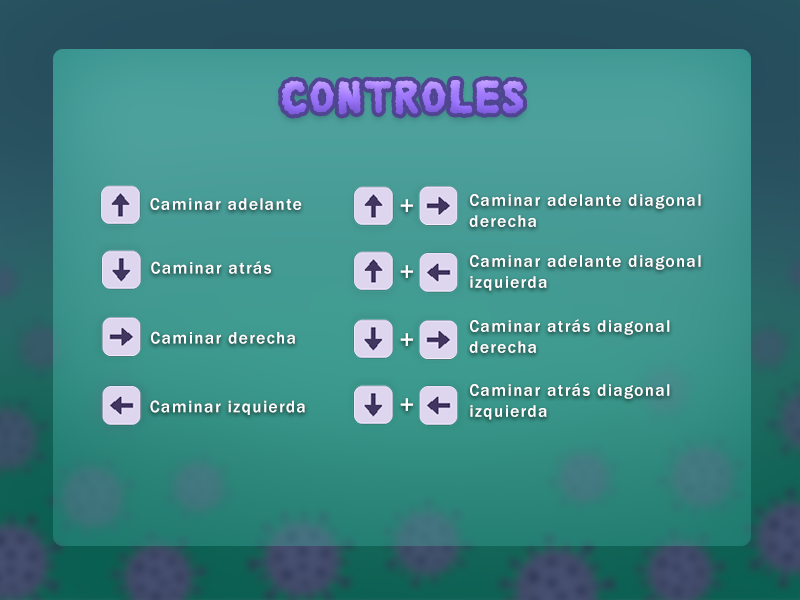 CONTROLES
Caminar adelante
Caminar atrás
Caminar derecha
Caminar izquierda
+ Caminar adelante diagonal
derecha
+ Caminar adelante diagonal
izquierda
+ Caminar atrás diagonal
derecha
+ Caminar atrás diagonal
izquierda